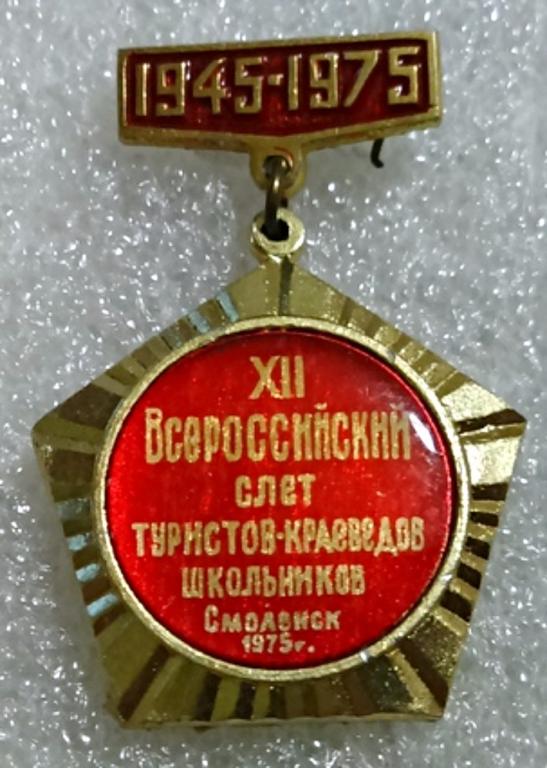 1945-1975
XII
Всероссийский
слет
туристов-краеведов
школьников
Смоленск
1975г.